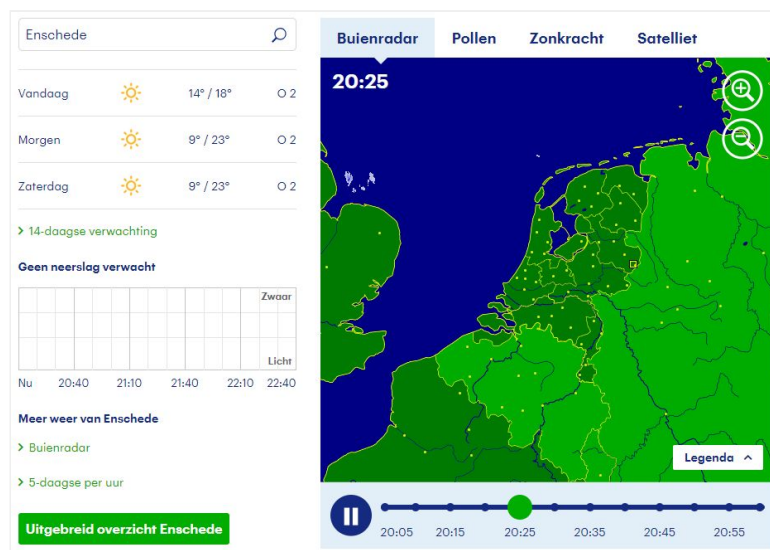 Enschede
Vandaag 14° / 18° O 2
Morgen 9° / 23° O 2
Zaterdag 9° / 23° O 2
14-daagse verwachting
Geen neerslag verwacht
Zwaar
Licht
Nu 20:40 21:10 21:40 22:10 22:40
Meer weer van Enschede
Buienradar
5-daagse per uur
Uitgebreid overzicht Enschede
Buienradar Pollen Zonkracht Satelliet
20:25
Legenda
20:05 20:15 20:25 20:35 20:45 20:55